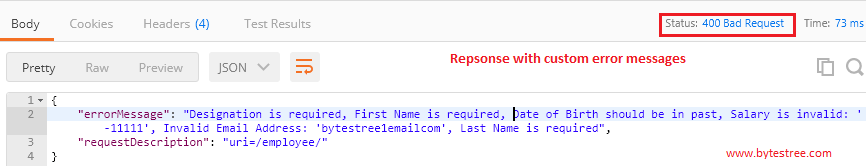 Body Cookies Headers (4) Test Results Status: 400 Bad Request Time: 73 ms
Pretty Raw Preview JSON Repsonse with custom error messages
1 {
2 "errorMessage": "Designation is required, First Name is required, Date of Birth should be in past, Salary is invalid: '
-11111', Invalid Email Address: 'bytestree1emailcom', Last Name is required",
3 "requestDescription": "uri=/employee/"
4 }
www.bytestree.com